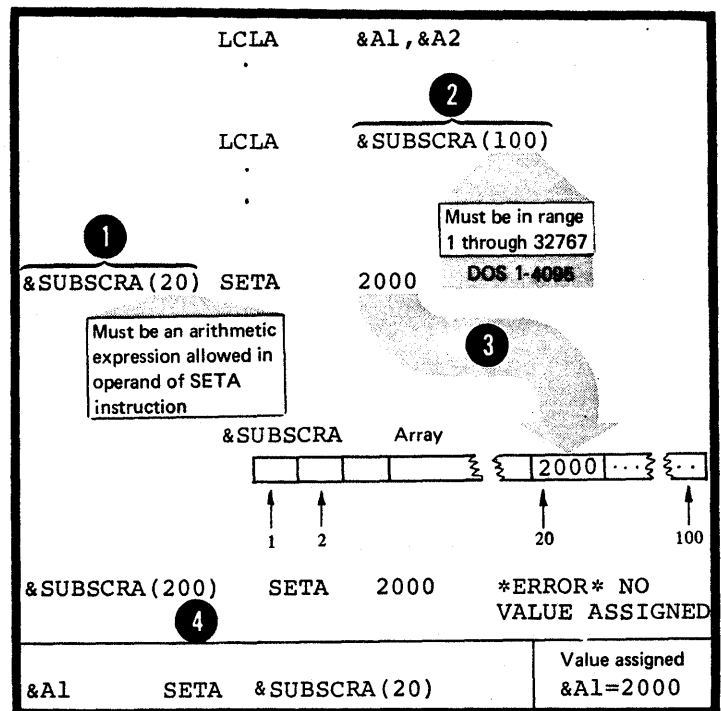 LCLA &A1,&A2
.
2
LCLA &SUBSCRA(100)
.
.
Must be in range
1 through 32767
DOS 1-4095
1
&SUBSCRA(20) SETA 2000
Must be an arithmetic
expression allowed in
operand of SETA
instruction
3
&SUBSCRA Array
2000 ... ..
1 2 20 100
&SUBSCRA(200) SETA 2000 *ERROR* NO
VALUE ASSIGNED
4
Value assigned
&A1 SETA &SUBSCRA(20) &A1=2000